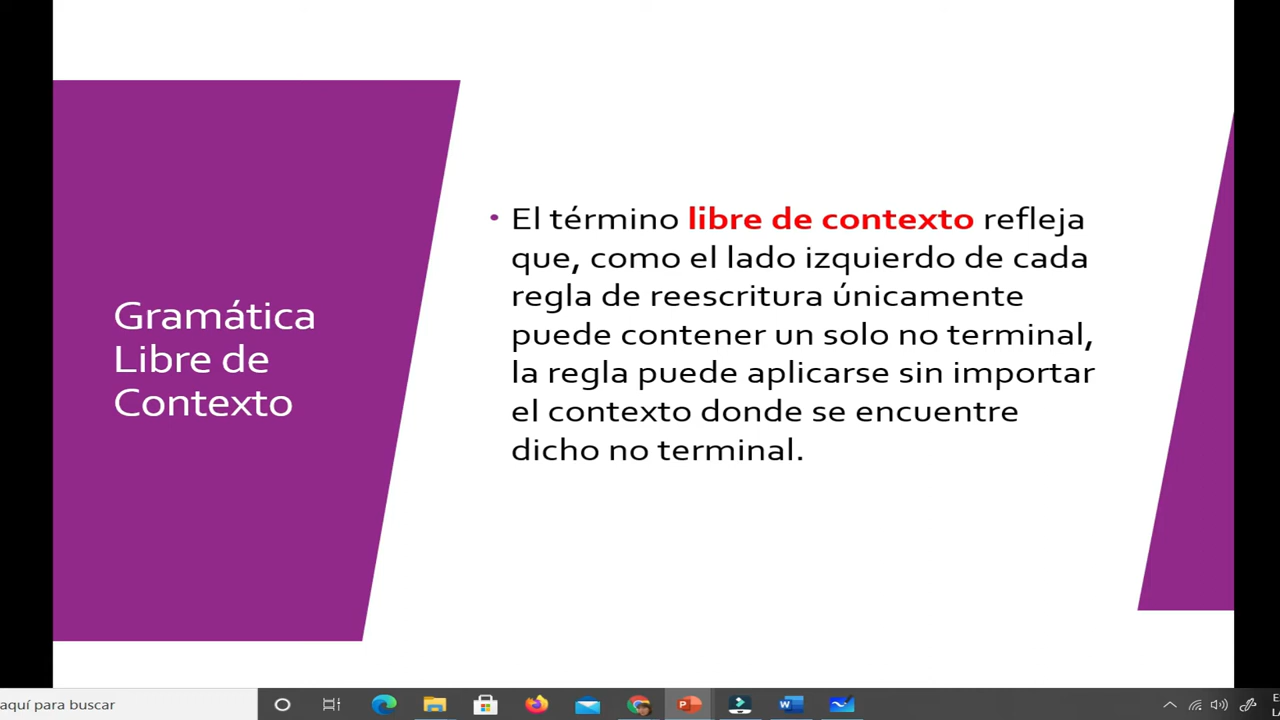 Gramática
Libre de
Contexto
• El término libre de contexto refleja
que, como el lado izquierdo de cada
regla de reescritura únicamente
puede contener un solo no terminal,
la regla puede aplicarse sin importar
el contexto donde se encuentre
dicho no terminal.
aquí para buscar